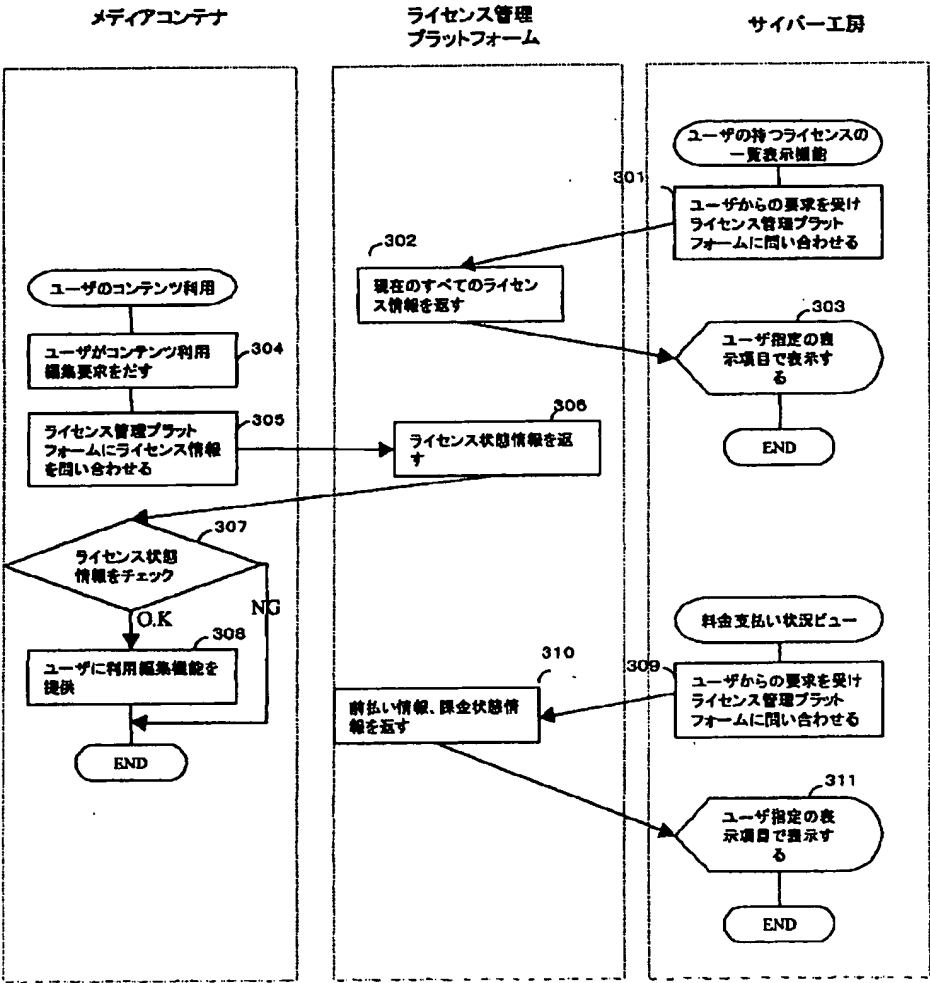 メディアコンテナ
ライセンス管理
プラットフォーム
サイバー工房
ユーザの持つライセンスの
一覧表示機能
301
ユーザからの要求を受け
ライセンス管理プラット
フォームに問い合わせる
302
現在のすべてのライセン
ス情報を返す
303
ユーザ指定の表
示項目で表示す
る
END
ユーザのコンテンツ利用
304
ユーザがコンテンツ利用
編集要求をだす
305
ライセンス管理プラット
フォームにライセンス情報
を問い合わせる
306
ライセンス状態情報を返
す
307
ライセンス状態
情報をチェック
O.K
NG
308
ユーザに利用編集機能を
提供
END
料金支払い状況ビュー
309
ユーザからの要求を受け
ライセンス管理プラット
フォームに問い合わせる
310
前払い情報、課金状態情
報を返す
311
ユーザ指定の表
示項目で表示す
る
END